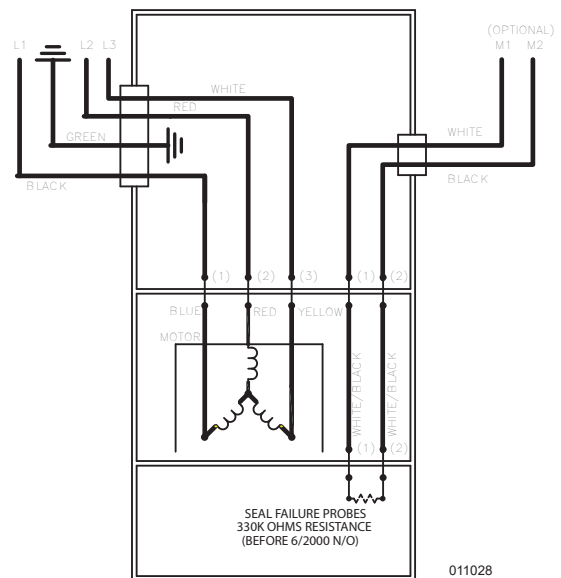 (OPTIONAL)
L1 L2 L3 M1 M2
WHITE
RED
GREEN
WHITE
BLACK
BLACK
(1) (2) (3) (1) (2)
BLUE RED YELLOW
MOTOR
WHITE/BLACK
WHITE/BLACK
(1) (2)
SEAL FAILURE PROBES
330K OHMS RESISTANCE
(BEFORE 6/2000 N/O)
011028